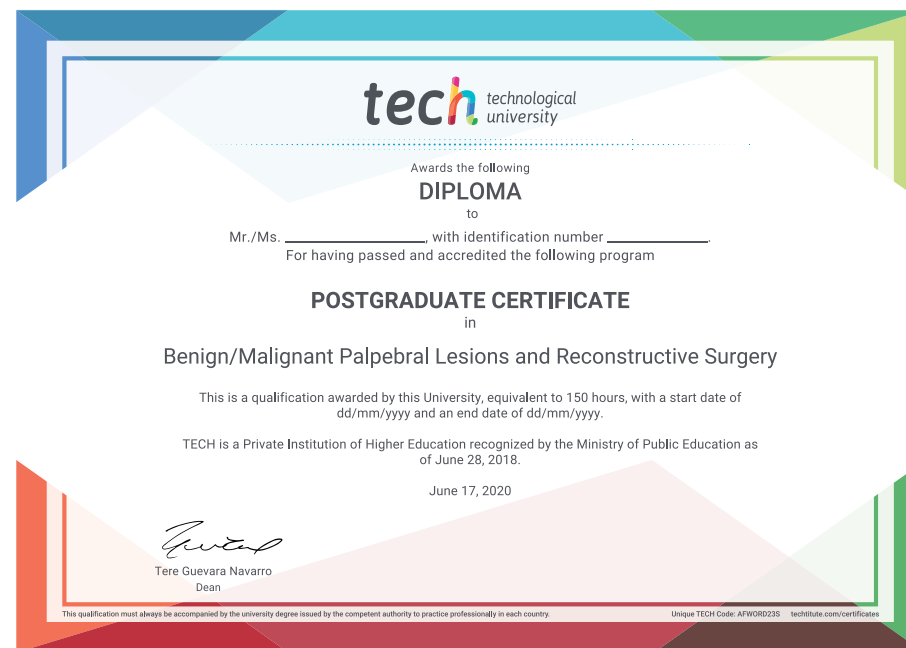 tech technological
university
Awards the following
DIPLOMA
to
Mr./Ms. ____________________, with identification number ______________.
For having passed and accredited the following program
POSTGRADUATE CERTIFICATE
in
Benign/Malignant Palpebral Lesions and Reconstructive Surgery
This is a qualification awarded by this University, equivalent to 150 hours, with a start date of
dd/mm/yyyy and an end date of dd/mm/yyyy.
TECH is a Private Institution of Higher Education recognized by the Ministry of Public Education as
of June 28, 2018.
June 17, 2020
Tere Guevara Navarro
Dean
This qualification must always be accompanied by the university degree issued by the competent authority to practice professionally in each country.
Unique TECH Code: AFWORD23S techtitute.com/certificates